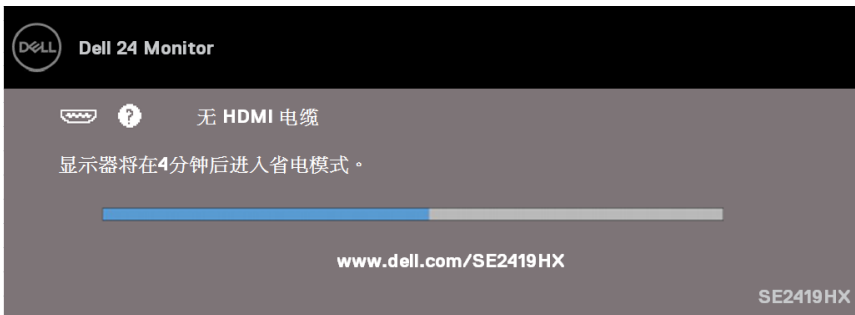 DELL Dell 24 Monitor
? 无 HDMI 电缆
显示器将在4分钟后进入省电模式。
www.dell.com/SE2419HX
SE2419HX